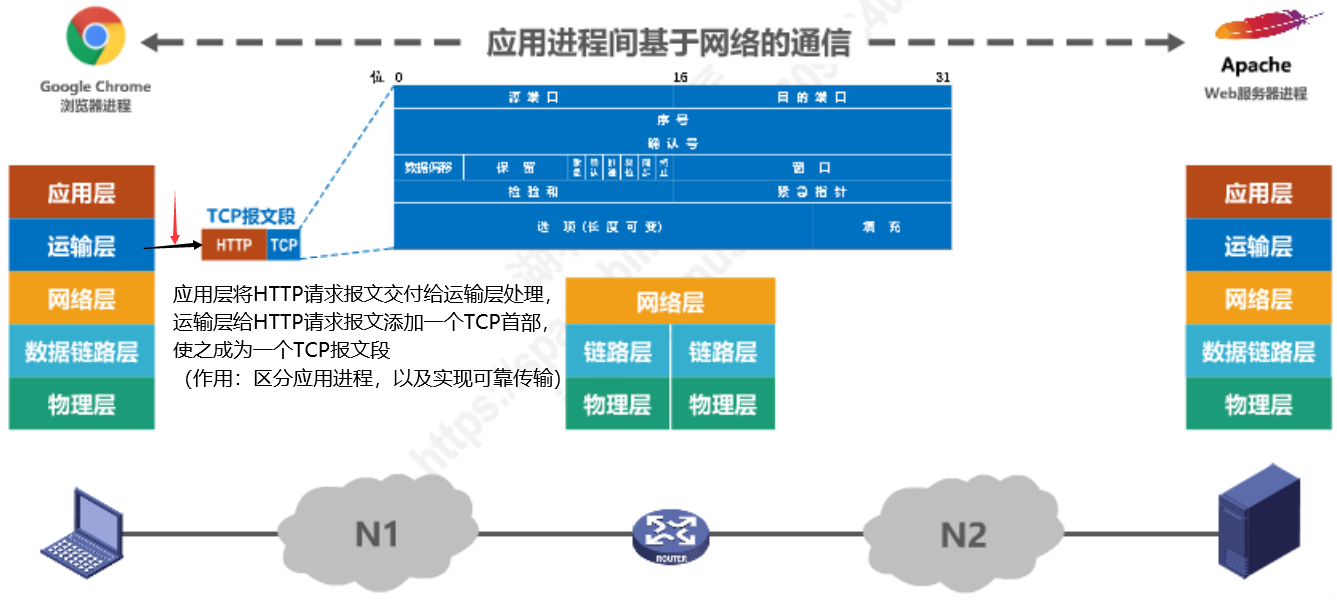 应用进程间基于网络的通信
Google Chrome
浏览器进程
Apache
Web服务器进程
位 0 16 31
源端口 目的端口
序号
确认号
数据偏移 保留 窗口
检验和 紧急指针
选项(长度可变) 填充
应用层
运输层
网络层
数据链路层
物理层
TCP报文段
HTTP TCP
应用层将HTTP请求报文交付给运输层处理，
运输层给HTTP请求报文添加一个TCP首部，
使之成为一个TCP报文段
（作用：区分应用进程，以及实现可靠传输）
网络层
链路层 链路层
物理层 物理层
应用层
运输层
网络层
数据链路层
物理层
N1
ROUTER
N2